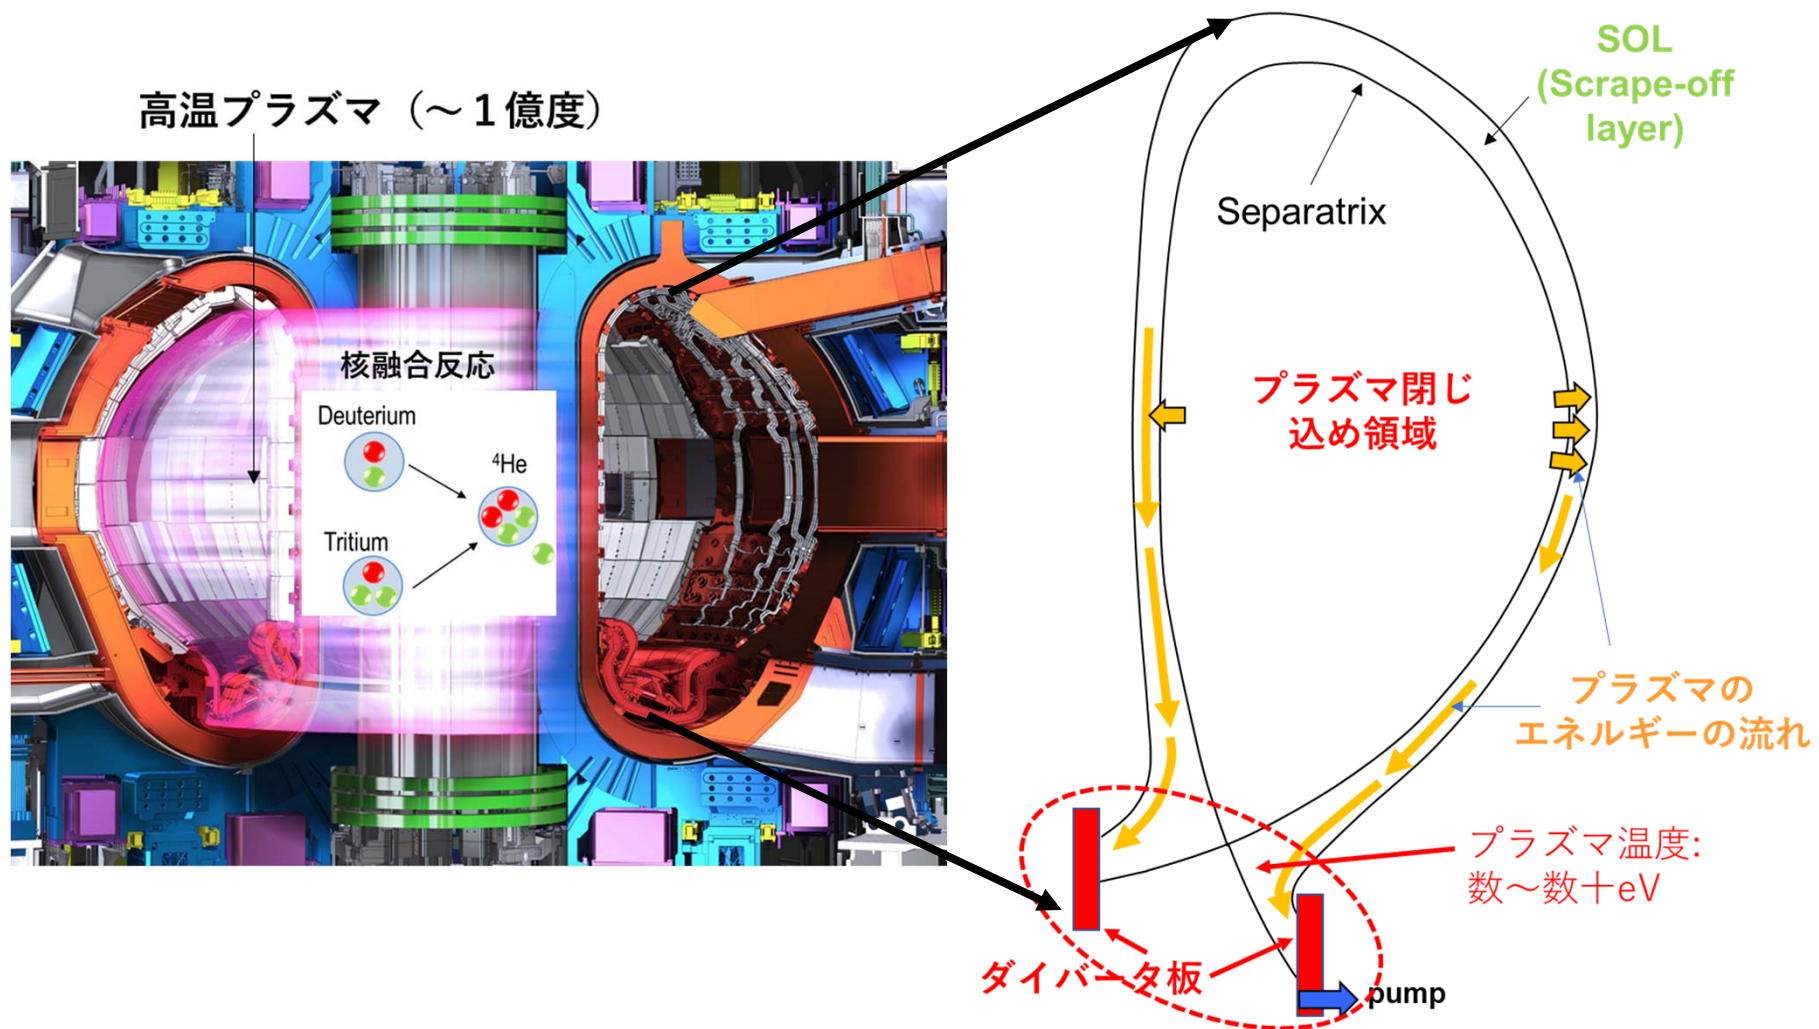 高温プラズマ（～１億度）
核融合反応
Deuterium
⁴He
Tritium
SOL
(Scrape-off
layer)
Separatrix
プラズマ閉じ
込め領域
プラズマの
エネルギーの流れ
プラズマ温度:
数～数十eV
ダイバータ板
pump